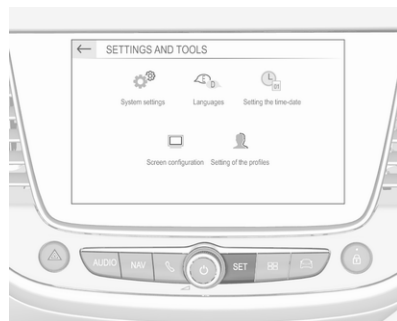 SETTINGS AND TOOLS
System settings
Languages
Setting the time-date
Screen configuration
Setting of the profiles
AUDIO
NAV
SET